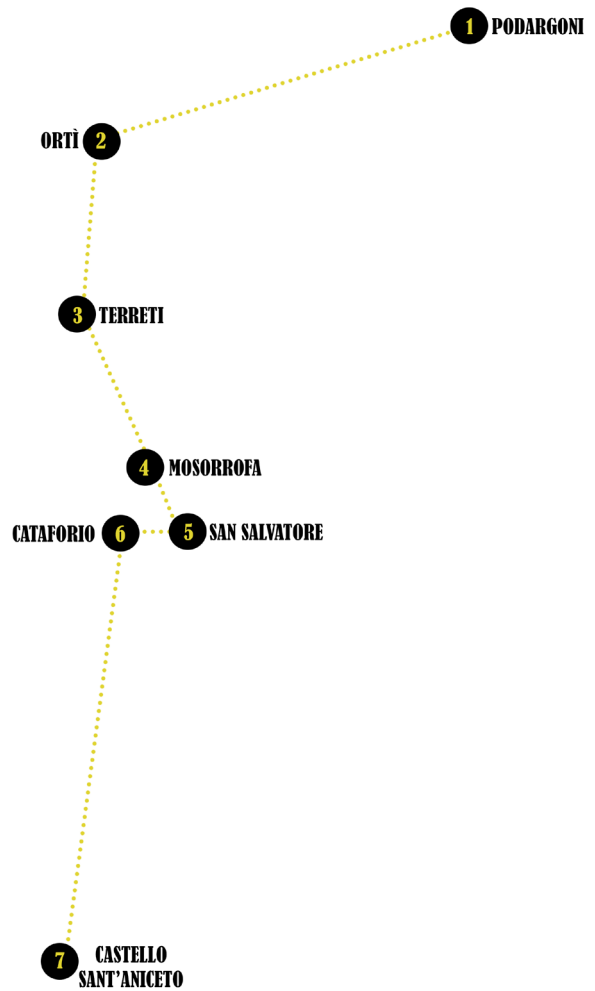 1 PODARGONI
ORTÌ 2
3 TERRETI
4 MOSORROFA
CATAFORIO 6
5 SAN SALVATORE
7 CASTELLO
SANT'ANICETO